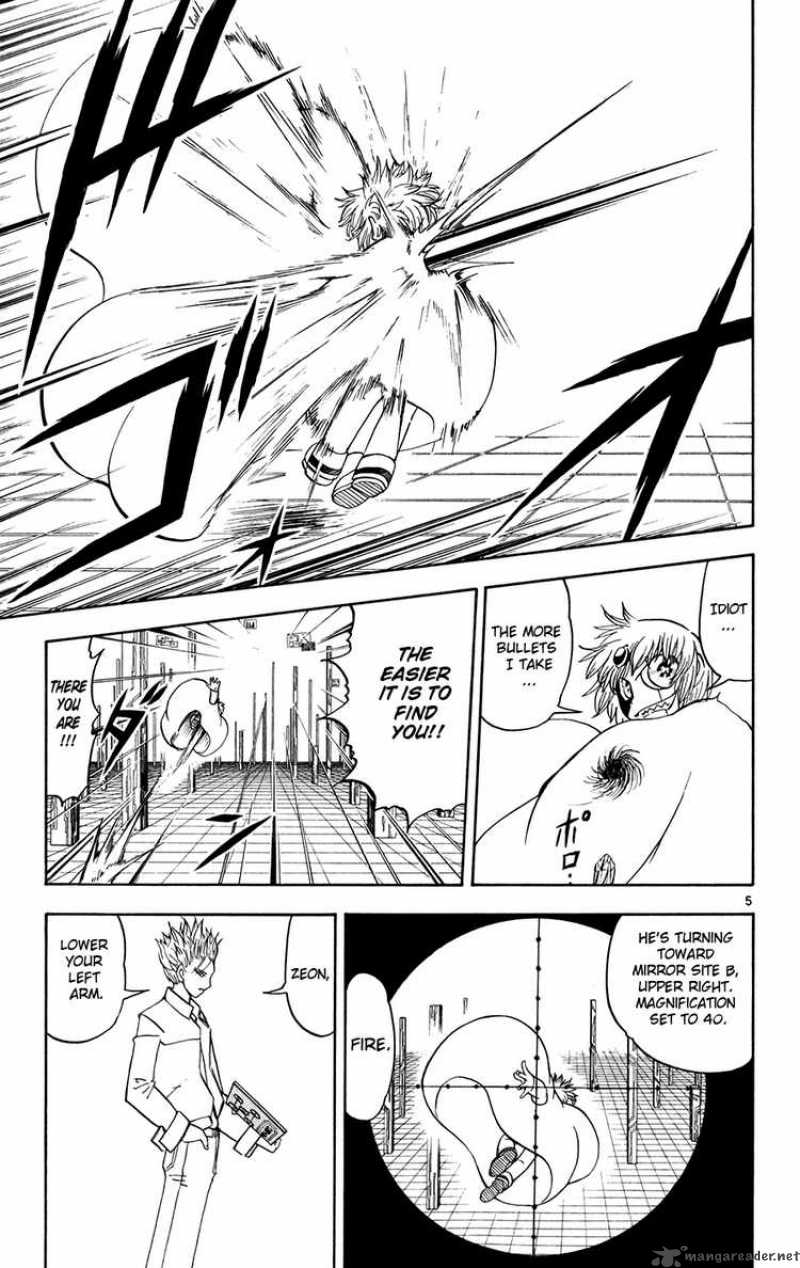 IDIOT
...
THE MORE
BULLETS
I TAKE
...
ポロ
THE
EASIER
IT IS TO
FIND
YOU!!
THERE
YOU
ARE
!!!
5
HE'S TURNING
TOWARD
MIRROR SITE B,
UPPER RIGHT.
MAGNIFICATION
SET TO 40.
FIRE.
ZEON,
LOWER
YOUR
LEFT
ARM.
mangareader.net